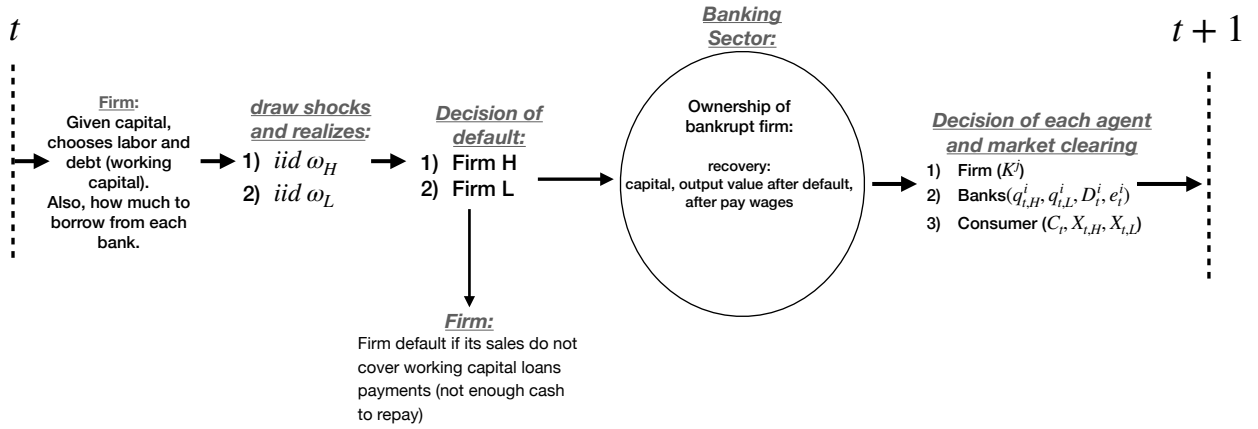 t
Firm:
Given capital,
chooses labor and
debt (working
capital).
Also, how much to
borrow from each
bank.
draw shocks
and realizes:
1) iid ω_H
2) iid ω_L
Decision of
default:
1) Firm H
2) Firm L
Firm:
Firm default if its sales do not
cover working capital loans
payments (not enough cash
to repay)
Banking
Sector:
Ownership of
bankrupt firm:
recovery:
capital, output value after default,
after pay wages
Decision of each agent
and market clearing
1) Firm (K^j)
2) Banks(q^i_{t,H}, q^i_{t,L}, D^i_t, e^i_t)
3) Consumer (C_t, X_{t,H}, X_{t,L})
t + 1